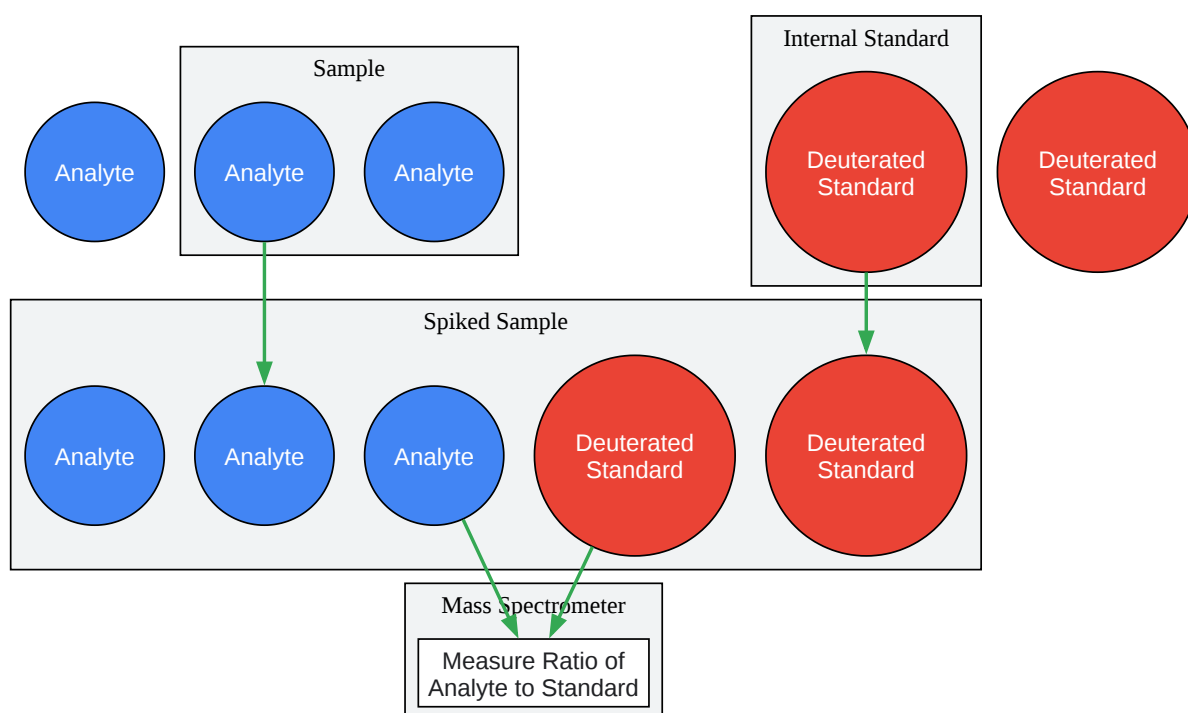 Sample
Internal Standard
Analyte
Analyte
Analyte
Deuterated
Standard
Deuterated
Standard
Spiked Sample
Analyte
Analyte
Analyte
Deuterated
Standard
Deuterated
Standard
Mass Spectrometer
Measure Ratio of
Analyte to Standard